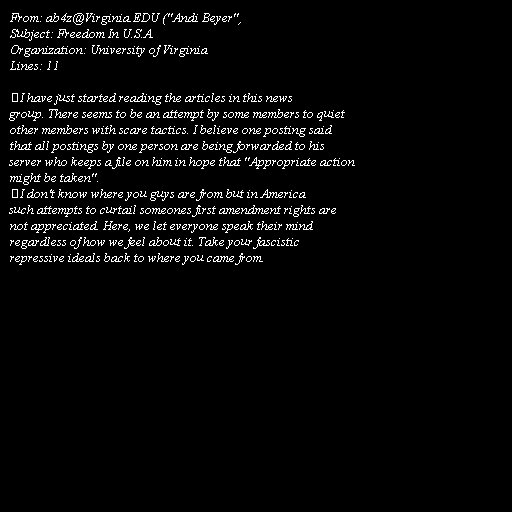 From: ab4z@Virginia.EDU ("Andi Beyer",
Subject: Freedom In U.S.A.
Organization: University of Virginia
Lines: 11

I have just started reading the articles in this news
group. There seems to be an attempt by some members to quiet
other members with scare tactics. I believe one posting said
that all postings by one person are being forwarded to his
server who keeps a file on him in hope that "Appropriate action
might be taken".
I don't know where you guys are from but in America
such attempts to curtail someones first amendment rights are
not appreciated. Here, we let everyone speak their mind
regardless of how we feel about it. Take your fascistic
repressive ideals back to where you came from.